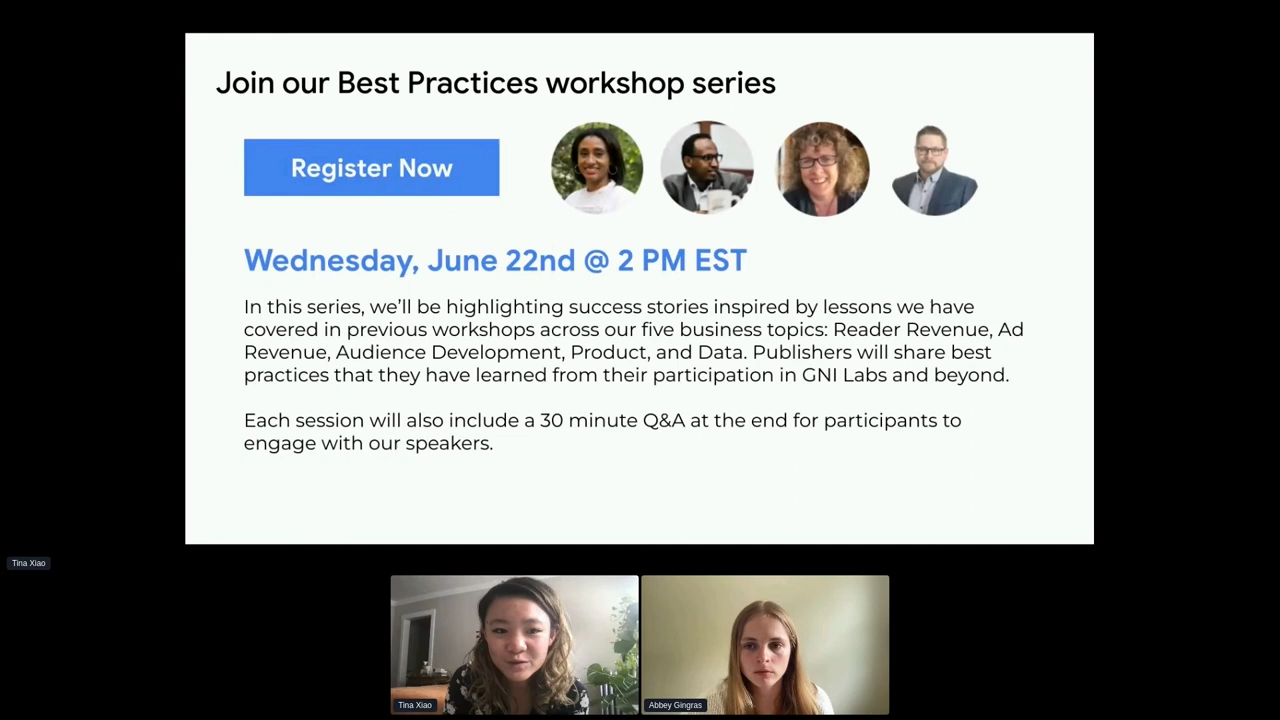 Join our Best Practices workshop series
Register Now
Wednesday, June 22nd @ 2 PM EST
In this series, we’ll be highlighting success stories inspired by lessons we have
covered in previous workshops across our five business topics: Reader Revenue, Ad
Revenue, Audience Development, Product, and Data. Publishers will share best
practices that they have learned from their participation in GNI Labs and beyond.
Each session will also include a 30 minute Q&A at the end for participants to
engage with our speakers.
Tina Xiao
Tina Xiao
Abbey Gingras